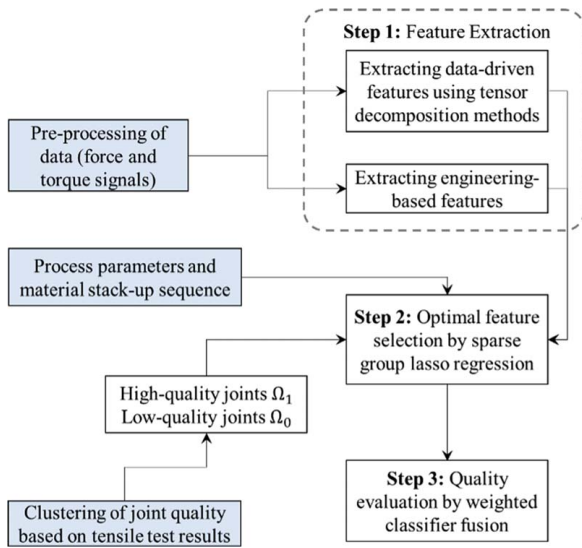 Step 1: Feature Extraction
Extracting data-driven
features using tensor
decomposition methods
Pre-processing of
data (force and
torque signals)
Extracting engineering-
based features
Process parameters and
material stack-up sequence
Step 2: Optimal feature
selection by sparse
group lasso regression
High-quality joints Ω₁
Low-quality joints Ω₀
Step 3: Quality
evaluation by weighted
classifier fusion
Clustering of joint quality
based on tensile test results